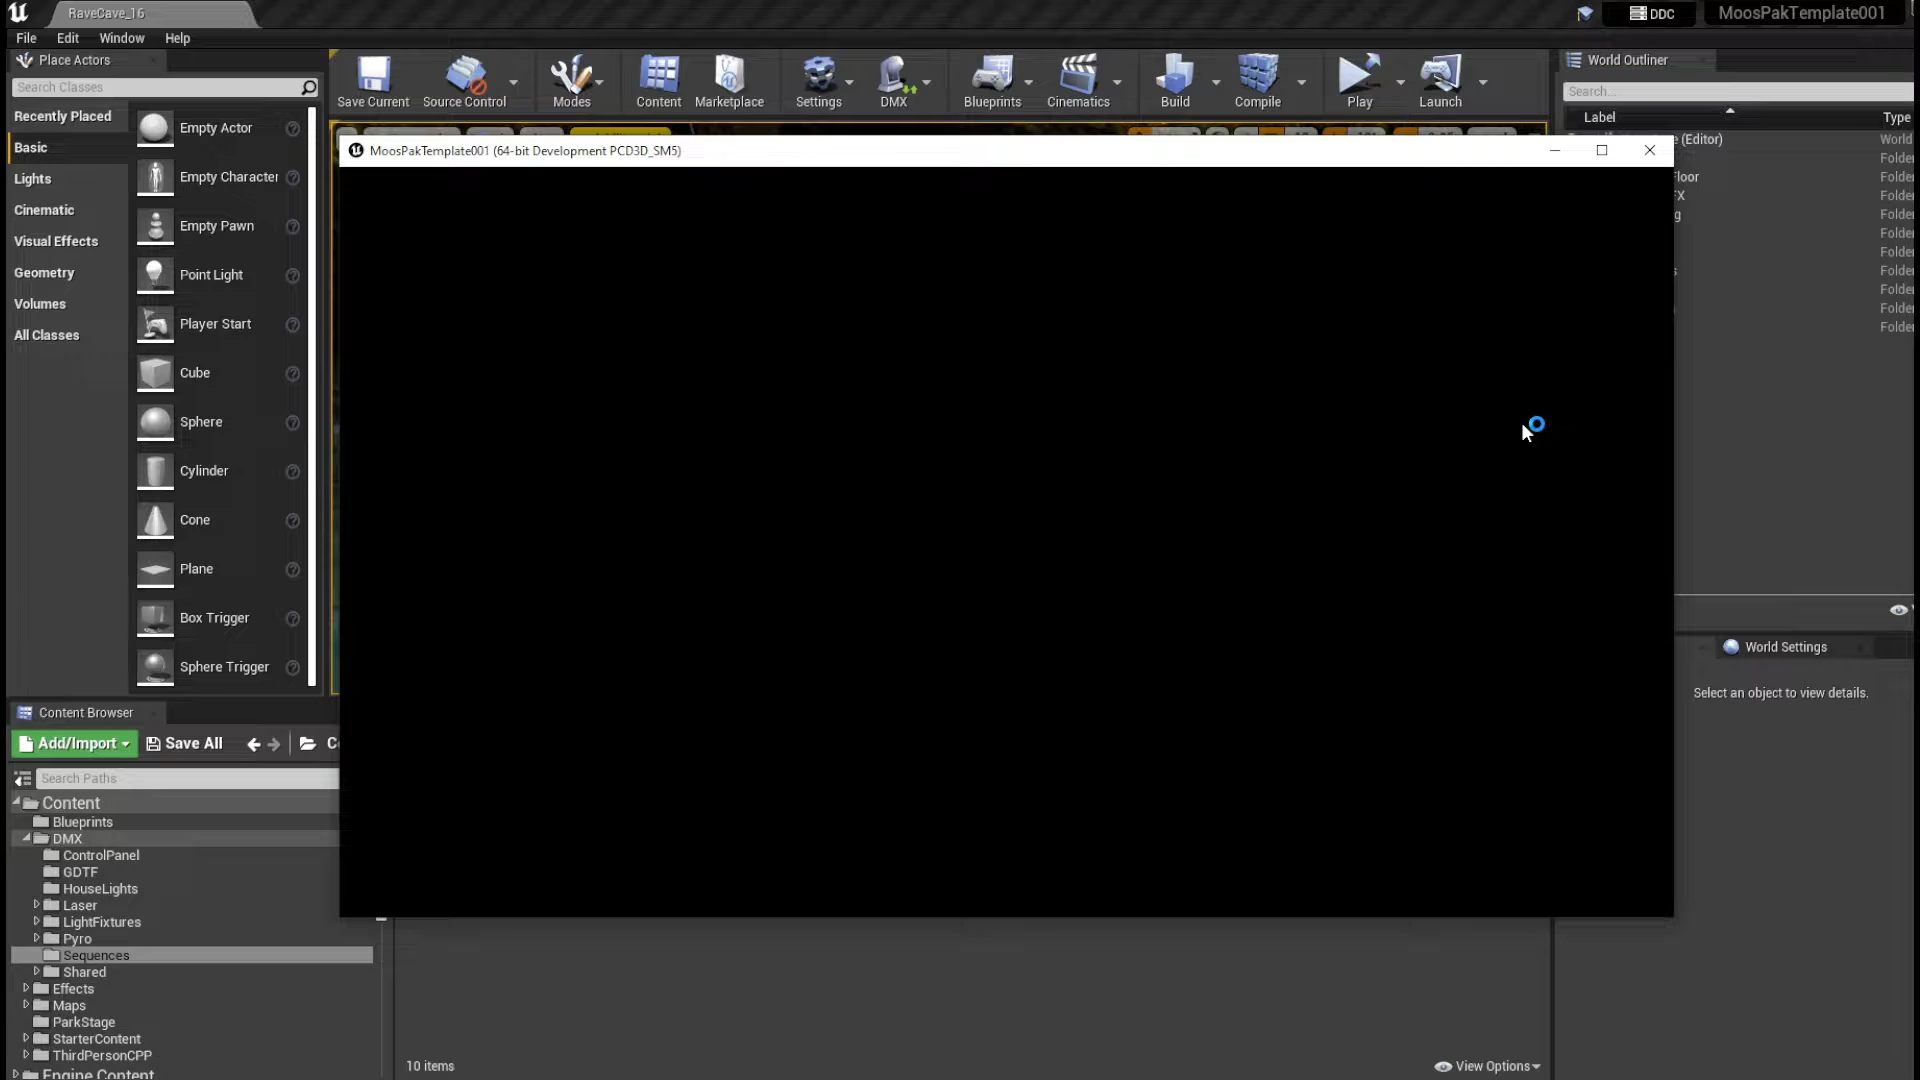 RaveCave_16
DDC
MoosPakTemplate001
File Edit Window Help
Place Actors
Search Classes
Recently Placed
Basic
Lights
Cinematic
Visual Effects
Geometry
Volumes
All Classes
Empty Actor
Empty Character
Empty Pawn
Point Light
Player Start
Cube
Sphere
Cylinder
Cone
Plane
Box Trigger
Sphere Trigger
Save Current
Source Control
Modes
Content
Marketplace
Settings
DMX
Blueprints
Cinematics
Build
Compile
Play
Launch
MoosPakTemplate001 (64-bit Development PCD3D_SM5)
World Outliner
Search...
Label Type
(Editor) World
Folder
Floor Folder
Folder
Folder
Folder
Folder
Folder
Folder
Folder
Folder
World Settings
Select an object to view details.
Content Browser
Add/Import Save All
Search Paths
Content
Blueprints
DMX
ControlPanel
GDTF
HouseLights
Laser
LightFixtures
Pyro
Sequences
Shared
Effects
Maps
ParkStage
StarterContent
ThirdPersonCPP
Engine Content
10 items
View Options